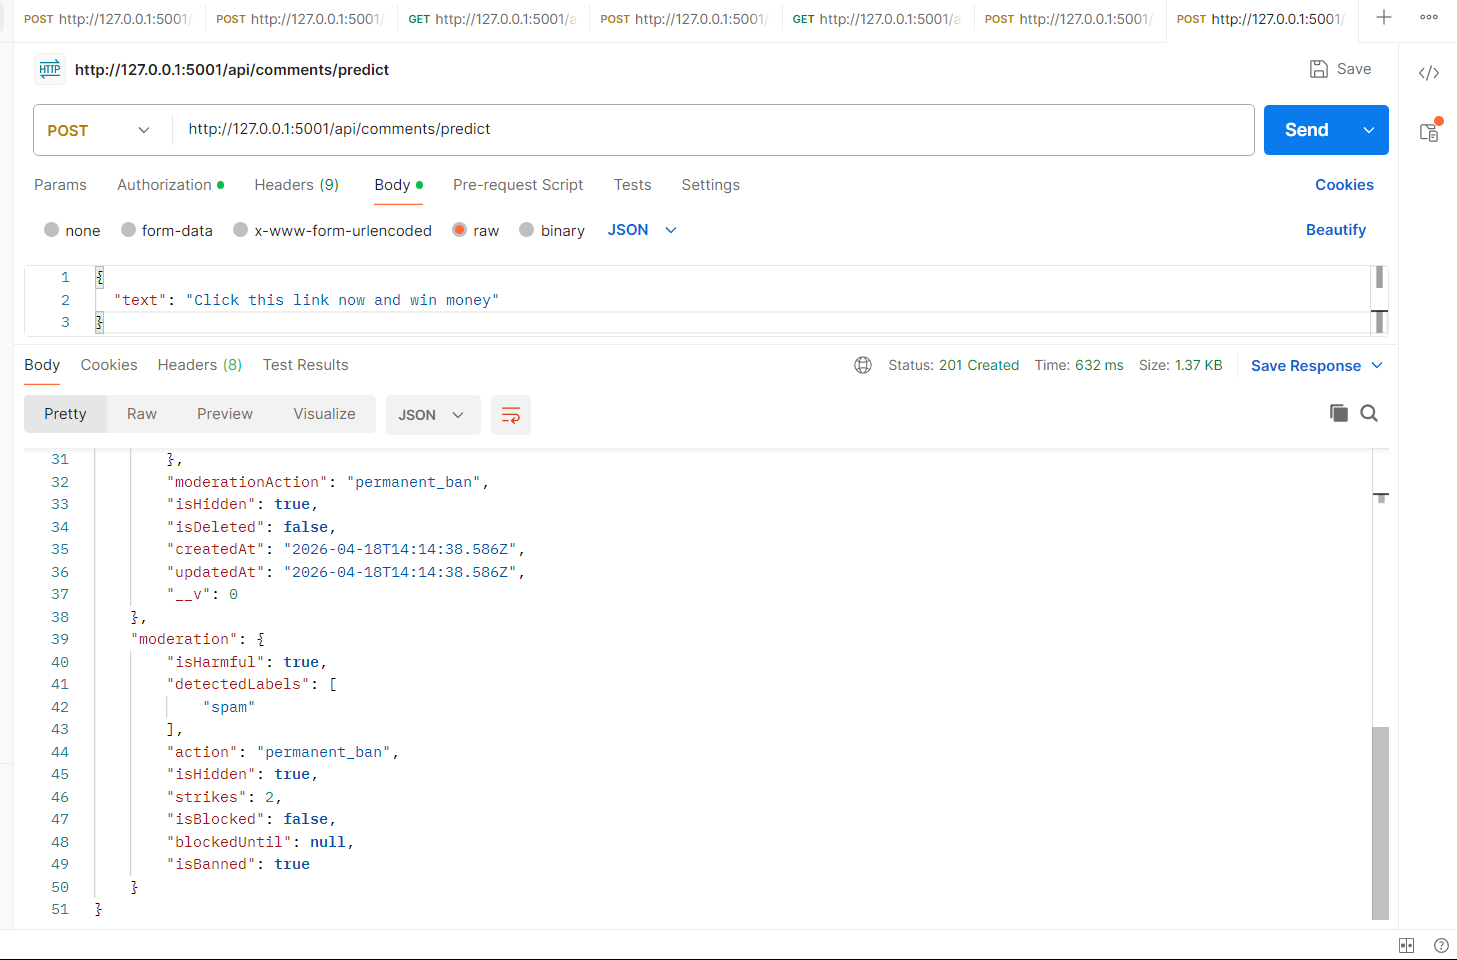 POST http://127.0.0.1:5001/ POST http://127.0.0.1:5001/ GET http://127.0.0.1:5001/a POST http://127.0.0.1:5001/ GET http://127.0.0.1:5001/a POST http://127.0.0.1:5001/ POST http://127.0.0.1:5001/
HTTP http://127.0.0.1:5001/api/comments/predict Save
POST http://127.0.0.1:5001/api/comments/predict Send
Params Authorization Headers (9) Body Pre-request Script Tests Settings Cookies
none form-data x-www-form-urlencoded raw binary JSON Beautify
1 {
2 "text": "Click this link now and win money"
3 }
Body Cookies Headers (8) Test Results Status: 201 Created Time: 632 ms Size: 1.37 KB Save Response
Pretty Raw Preview Visualize JSON
31 },
32 "moderationAction": "permanent_ban",
33 "isHidden": true,
34 "isDeleted": false,
35 "createdAt": "2026-04-18T14:14:38.586Z",
36 "updatedAt": "2026-04-18T14:14:38.586Z",
37 "__v": 0
38 },
39 "moderation": {
40 "isHarmful": true,
41 "detectedLabels": [
42 "spam"
43 ],
44 "action": "permanent_ban",
45 "isHidden": true,
46 "strikes": 2,
47 "isBlocked": false,
48 "blockedUntil": null,
49 "isBanned": true
50 }
51 }